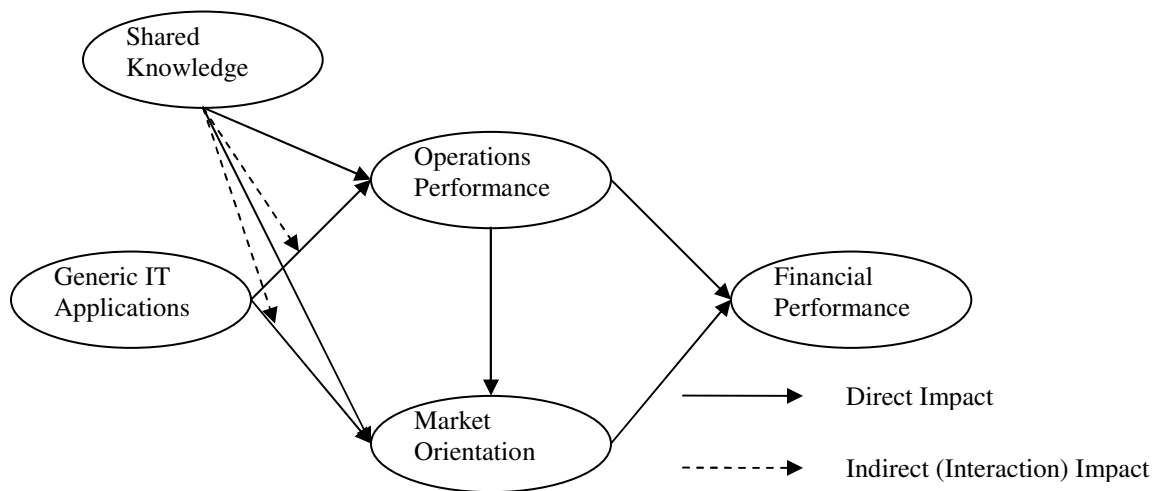 Shared
Knowledge
Operations
Performance
Generic IT
Applications
Financial
Performance
Market
Orientation
Direct Impact
Indirect (Interaction) Impact